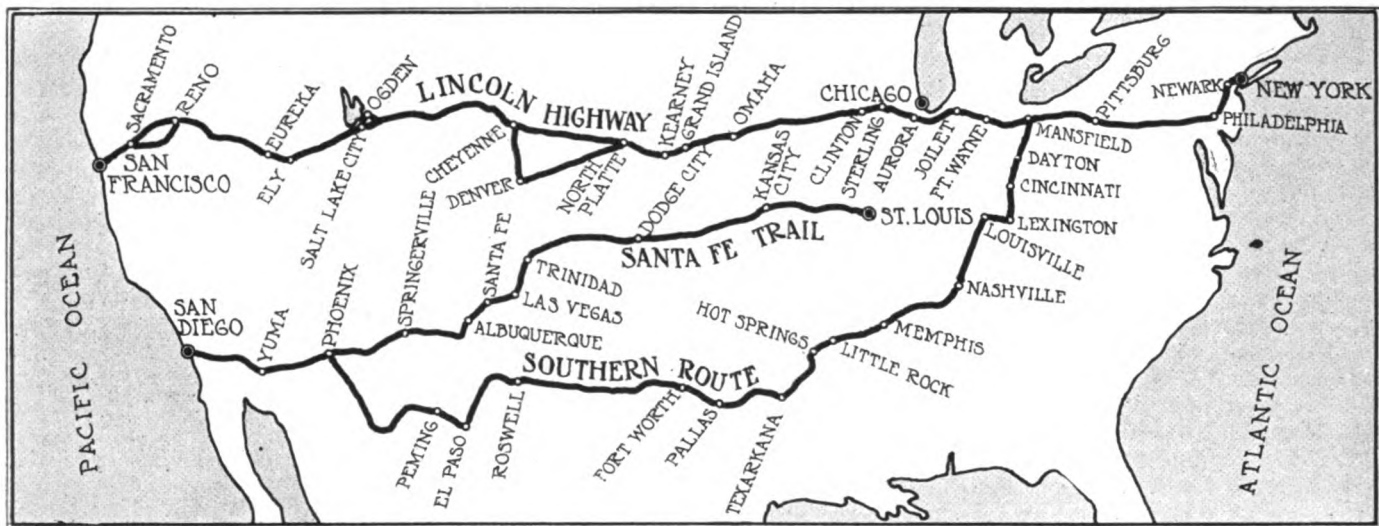 SACRAMENTO
RENO
EUREKA
ELY
SALT LAKE CITY
OGDEN
LINCOLN HIGHWAY
CHEYENNE
DENVER
NORTH
PLATTE
KEARNEY
GRAND ISLAND
OMAHA
CLINTON
STERLING
CHICAGO
AURORA
JOILET
FT. WAYNE
MANSFIELD
PITTSBURG
NEWARK
NEW YORK
PHILADELPHIA
SAN
FRANCISCO
DAYTON
CINCINNATI
LEXINGTON
LOUISVILLE
NASHVILLE
MEMPHIS
LITTLE ROCK
HOT SPRINGS
ST. LOUIS
KANSAS
CITY
DODGE CITY
SANTA FE TRAIL
TRINIDAD
LAS VEGAS
SANTA FE
ALBUQUERQUE
SPRINGERVILLE
PHOENIX
YUMA
SAN
DIEGO
SOUTHERN ROUTE
PEMING
EL PASO
ROSWELL
FORT WORTH
PALLAS
TEXARKANA
PACIFIC OCEAN
ATLANTIC OCEAN